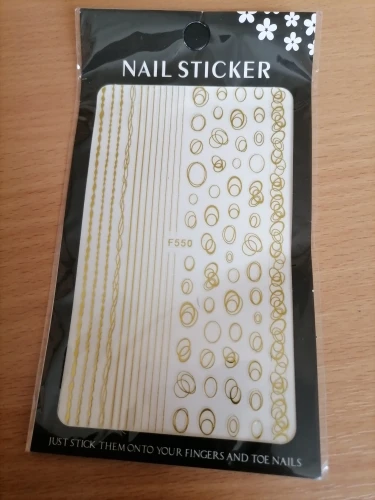 NAIL STICKER
F550
JUST STICK THEM ONTO YOUR FINGERS AND TOE NAILS